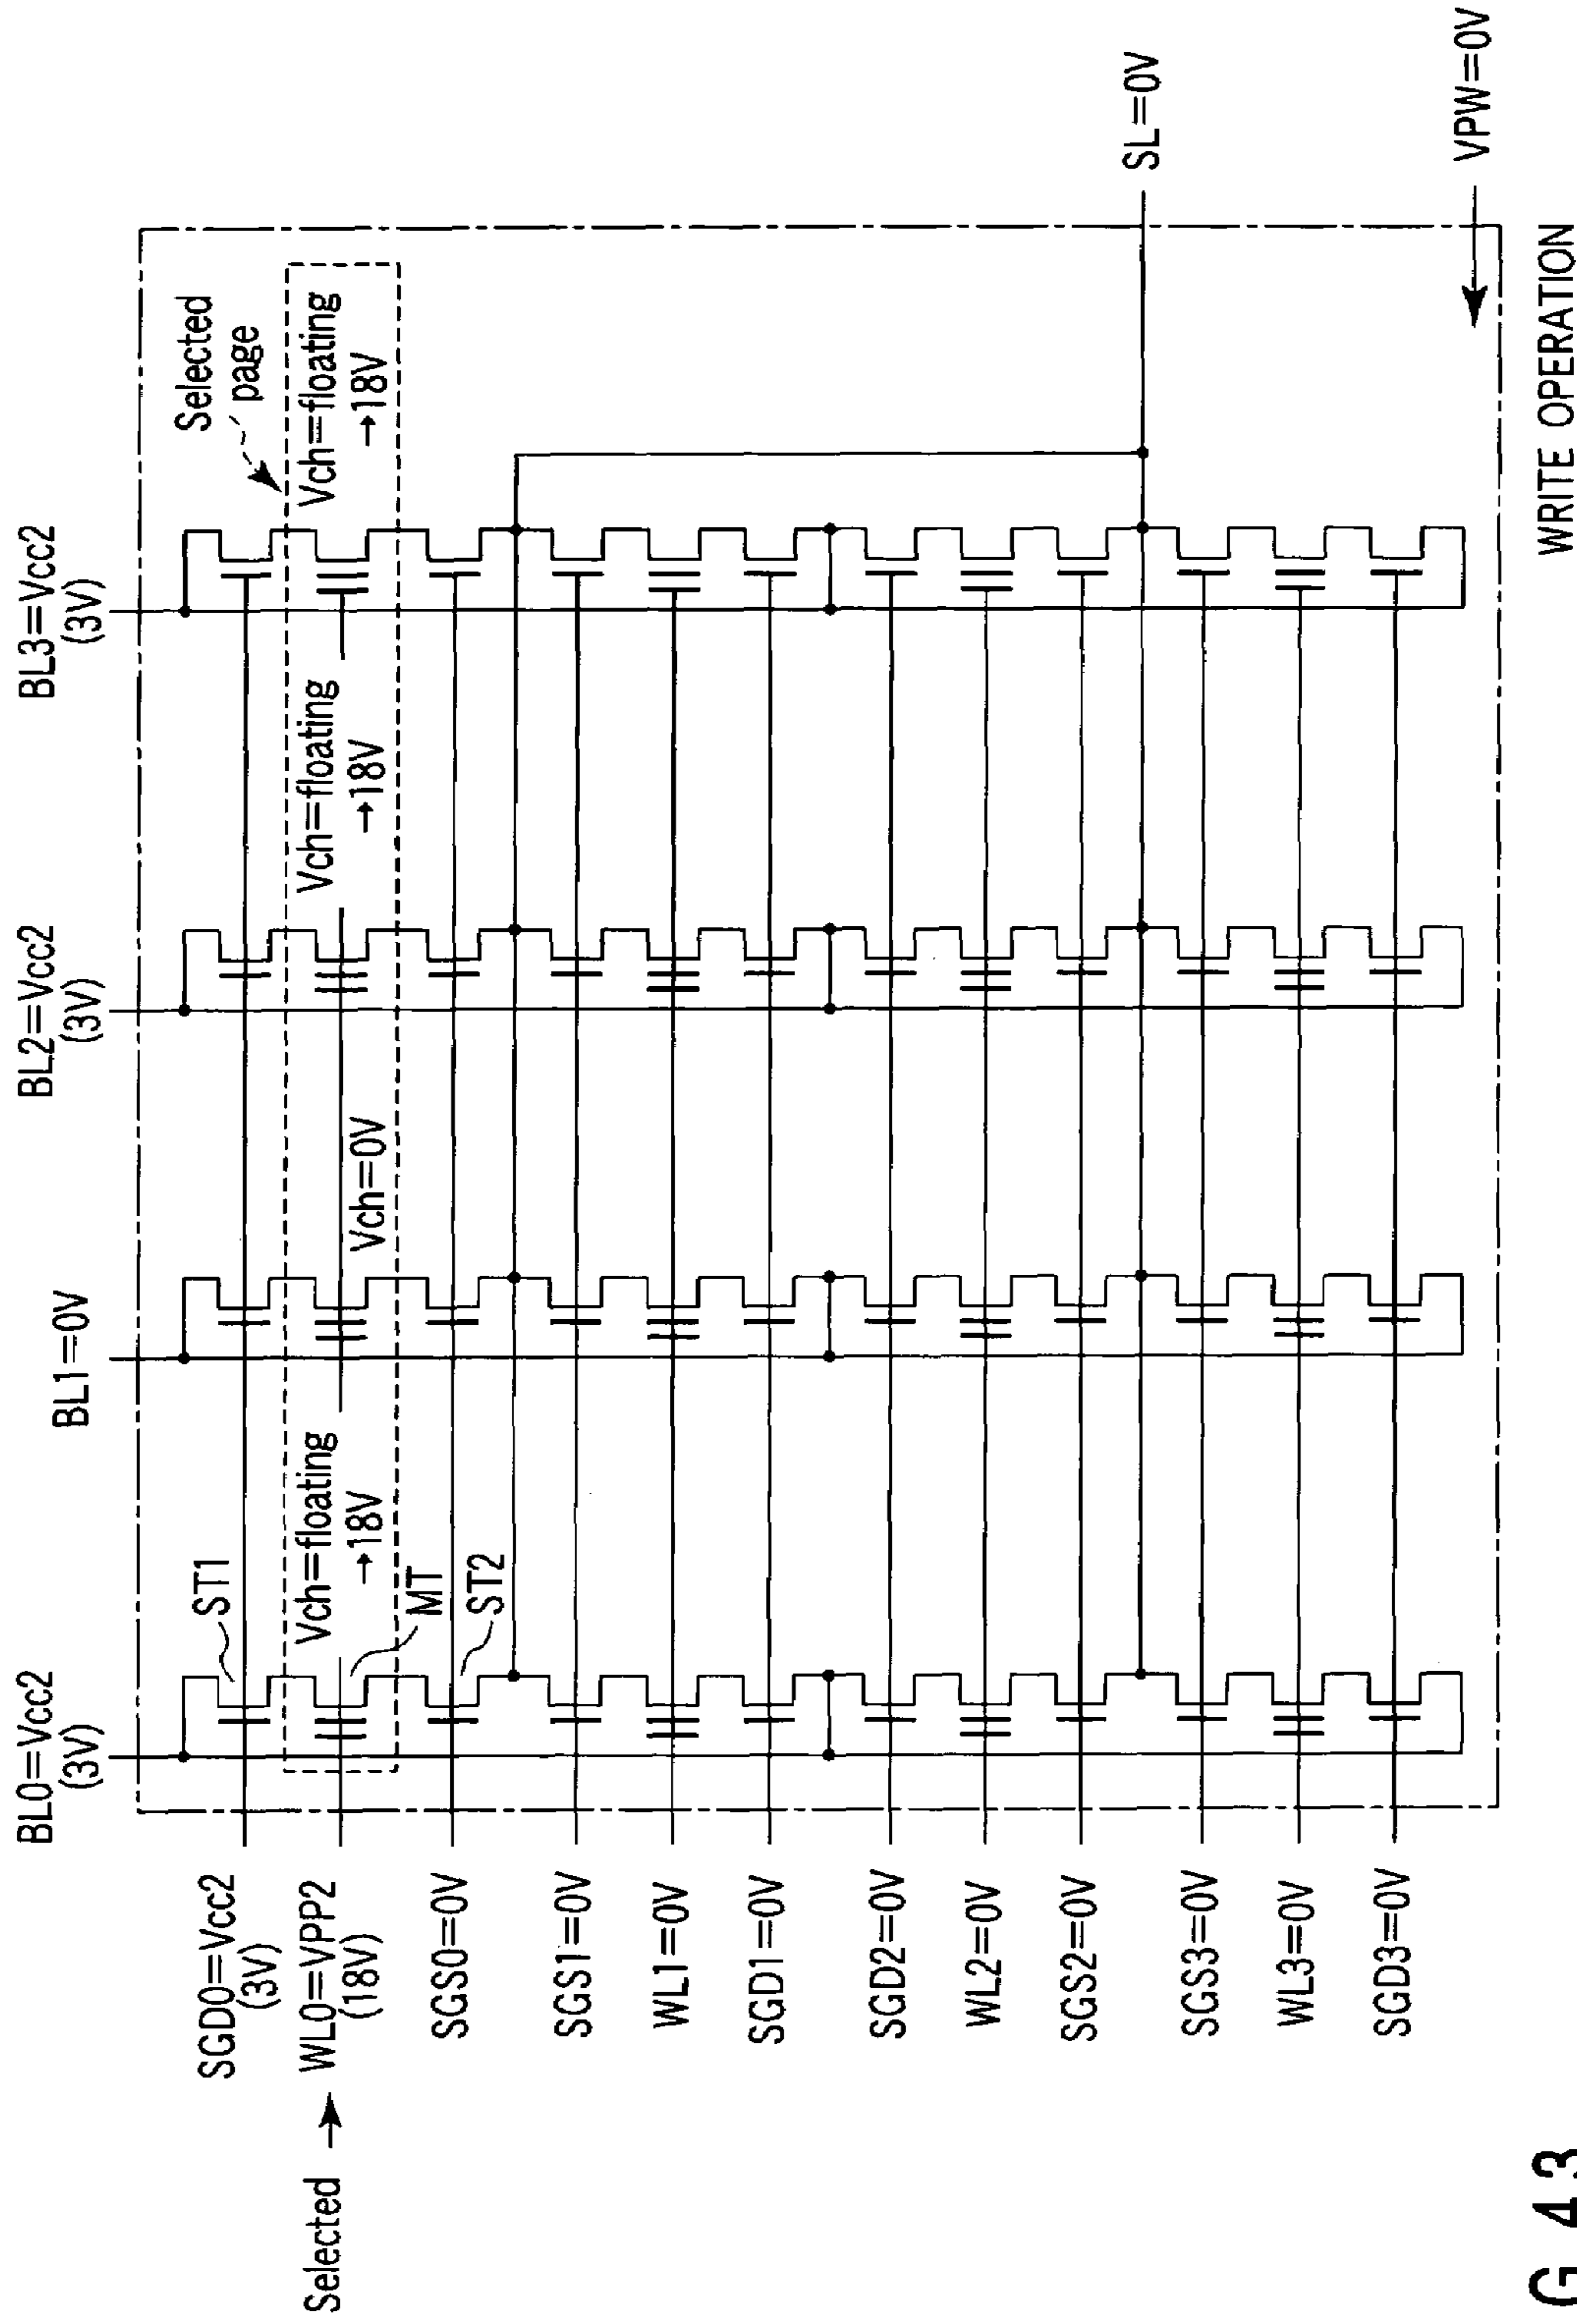 BL0=Vcc2
(3V)
BL1=0V
BL2=Vcc2
(3V)
BL3=Vcc2
(3V)
Selected
page
ST1
SGD0=Vcc2
(3V)
Selected
WL0=VPP2
(18V)
Vch=floating
→18V
Vch=0V
Vch=floating
→18V
Vch=floating
→18V
MT
ST2
SGS0=0V
SGS1=0V
WL1=0V
SGD1=0V
SGD2=0V
WL2=0V
SGS2=0V
SL=0V
SGS3=0V
WL3=0V
SGD3=0V
VPW=0V
WRITE OPERATION
G. 43